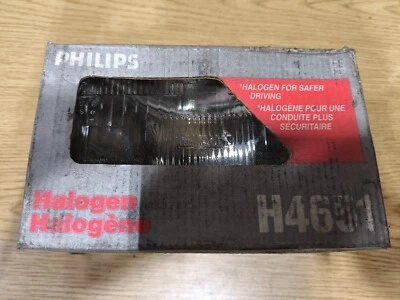 PHILIPS
*HALOGEN FOR SAFER
DRIVING
*HALOGÈNE POUR UNE
CONDUITE PLUS
SÉCURITAIRE
Halogen
Halogène
H4651